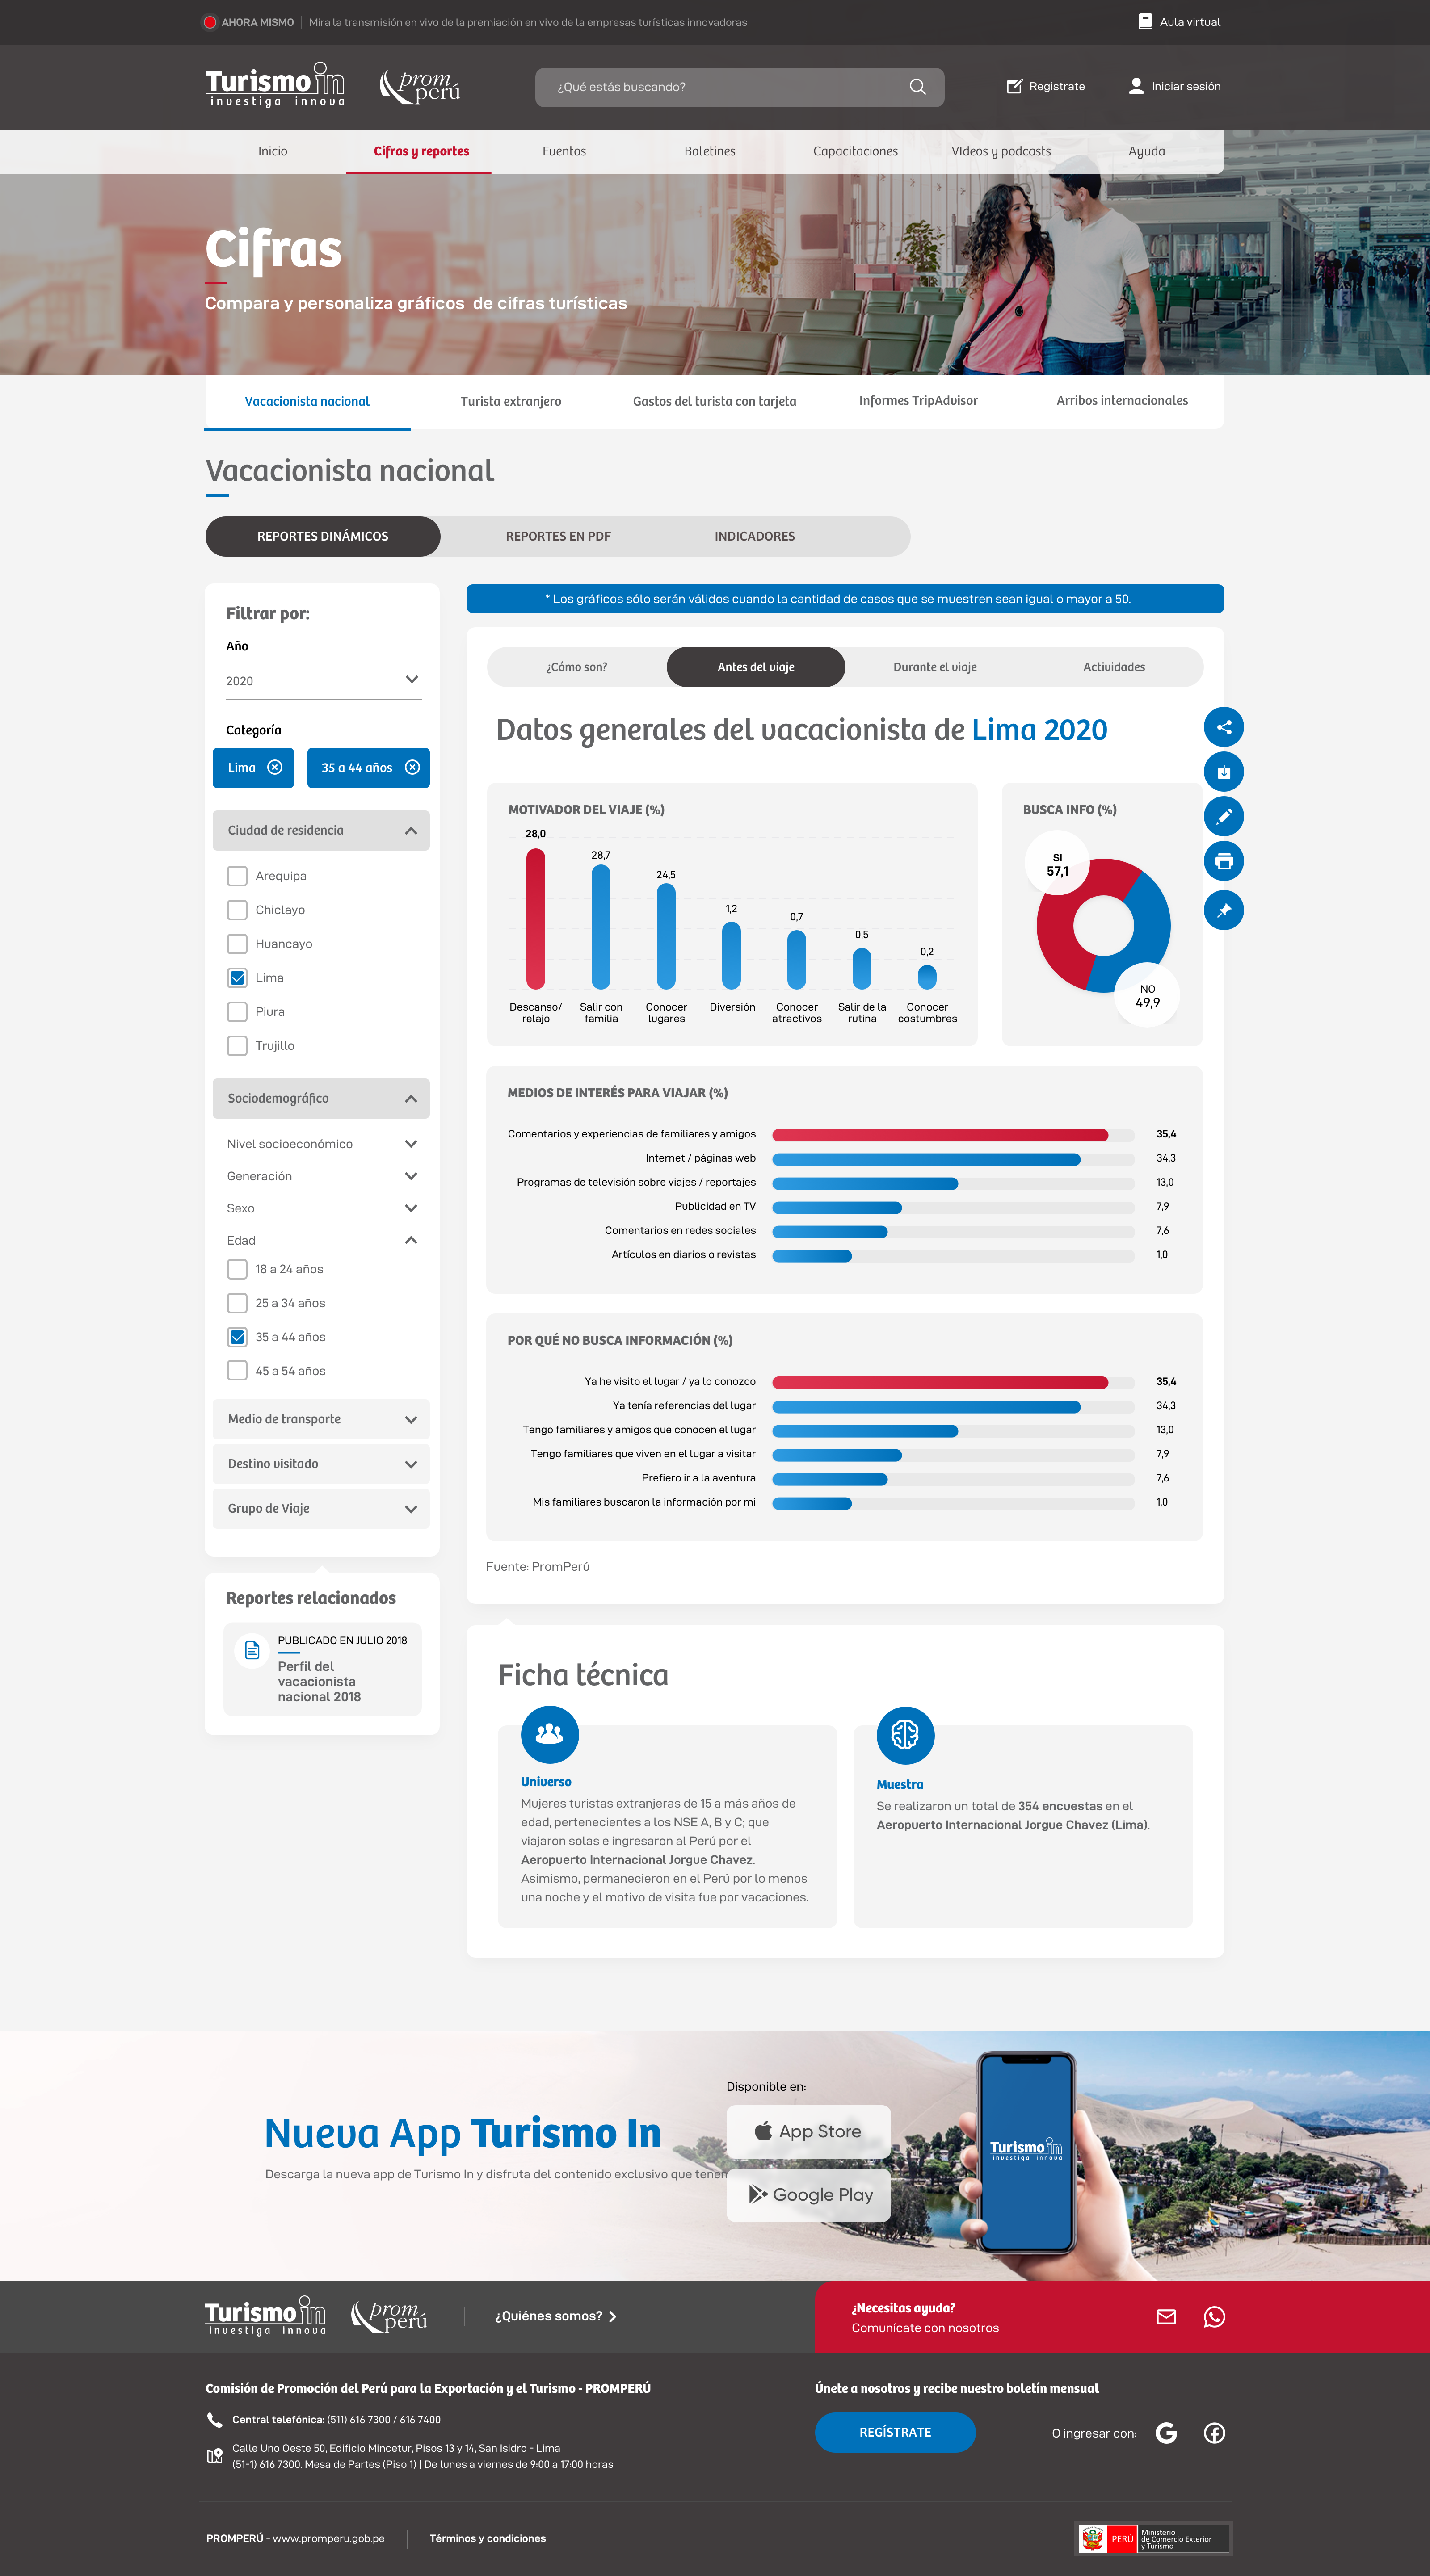 AHORA MISMO | Mira la transmisión en vivo de la premiación en vivo de la empresas turísticas innovadoras
Aula virtual
Turismo in
investiga innova
prom
perú
¿Qué estás buscando?
Registrate
Iniciar sesión
Inicio
Cifras y reportes
Eventos
Boletines
Capacitaciones
VIdeos y podcasts
Ayuda
Cifras
Compara y personaliza gráficos de cifras turísticas
Vacacionista nacional
Turista extranjero
Gastos del turista con tarjeta
Informes TripAdvisor
Arribos internacionales
Vacacionista nacional
REPORTES DINÁMICOS
REPORTES EN PDF
INDICADORES
Filtrar por:
Año
2020
Categoría
Lima
35 a 44 años
Ciudad de residencia
Arequipa
Chiclayo
Huancayo
Lima
Piura
Trujillo
Sociodemográfico
Nivel socioeconómico
Generación
Sexo
Edad
18 a 24 años
25 a 34 años
35 a 44 años
45 a 54 años
Medio de transporte
Destino visitado
Grupo de Viaje
Reportes relacionados
PUBLICADO EN JULIO 2018
Perfil del
vacacionista
nacional 2018
* Los gráficos sólo serán válidos cuando la cantidad de casos que se muestren sean igual o mayor a 50.
¿Cómo son?
Antes del viaje
Durante el viaje
Actividades
Datos generales del vacacionista de Lima 2020
MOTIVADOR DEL VIAJE (%)
28,0
28,7
24,5
1,2
0,7
0,5
0,2
Descanso/
relajo
Salir con
familia
Conocer
lugares
Diversión
Conocer
atractivos
Salir de la
rutina
Conocer
costumbres
BUSCA INFO (%)
SI
57,1
NO
49,9
MEDIOS DE INTERÉS PARA VIAJAR (%)
Comentarios y experiencias de familiares y amigos 35,4
Internet / páginas web 34,3
Programas de televisión sobre viajes / reportajes 13,0
Publicidad en TV 7,9
Comentarios en redes sociales 7,6
Artículos en diarios o revistas 1,0
POR QUÉ NO BUSCA INFORMACIÓN (%)
Ya he visito el lugar / ya lo conozco 35,4
Ya tenía referencias del lugar 34,3
Tengo familiares y amigos que conocen el lugar 13,0
Tengo familiares que viven en el lugar a visitar 7,9
Prefiero ir a la aventura 7,6
Mis familiares buscaron la información por mi 1,0
Fuente: PromPerú
Ficha técnica
Universo
Mujeres turistas extranjeras de 15 a más años de
edad, pertenecientes a los NSE A, B y C; que
viajaron solas e ingresaron al Perú por el
Aeropuerto Internacional Jorgue Chavez.
Asimismo, permanecieron en el Perú por lo menos
una noche y el motivo de visita fue por vacaciones.
Muestra
Se realizaron un total de 354 encuestas en el
Aeropuerto Internacional Jorgue Chavez (Lima).
Nueva App Turismo In
Descarga la nueva app de Turismo In y disfruta del contenido exclusivo que tenem
Disponible en:
App Store
Google Play
Turismo in
investiga innova
Turismo in
investiga innova
prom
perú
¿Quiénes somos?
¿Necesitas ayuda?
Comunícate con nosotros
Comisión de Promoción del Perú para la Exportación y el Turismo - PROMPERÚ
Central telefónica: (511) 616 7300 / 616 7400
Calle Uno Oeste 50, Edificio Mincetur, Pisos 13 y 14, San Isidro - Lima
(51-1) 616 7300. Mesa de Partes (Piso 1) | De lunes a viernes de 9:00 a 17:00 horas
Únete a nosotros y recibe nuestro boletín mensual
REGÍSTRATE
O ingresar con:
PROMPERÚ - www.promperu.gob.pe
Términos y condiciones
PERÚ
Ministerio
de Comercio Exterior
y Turismo